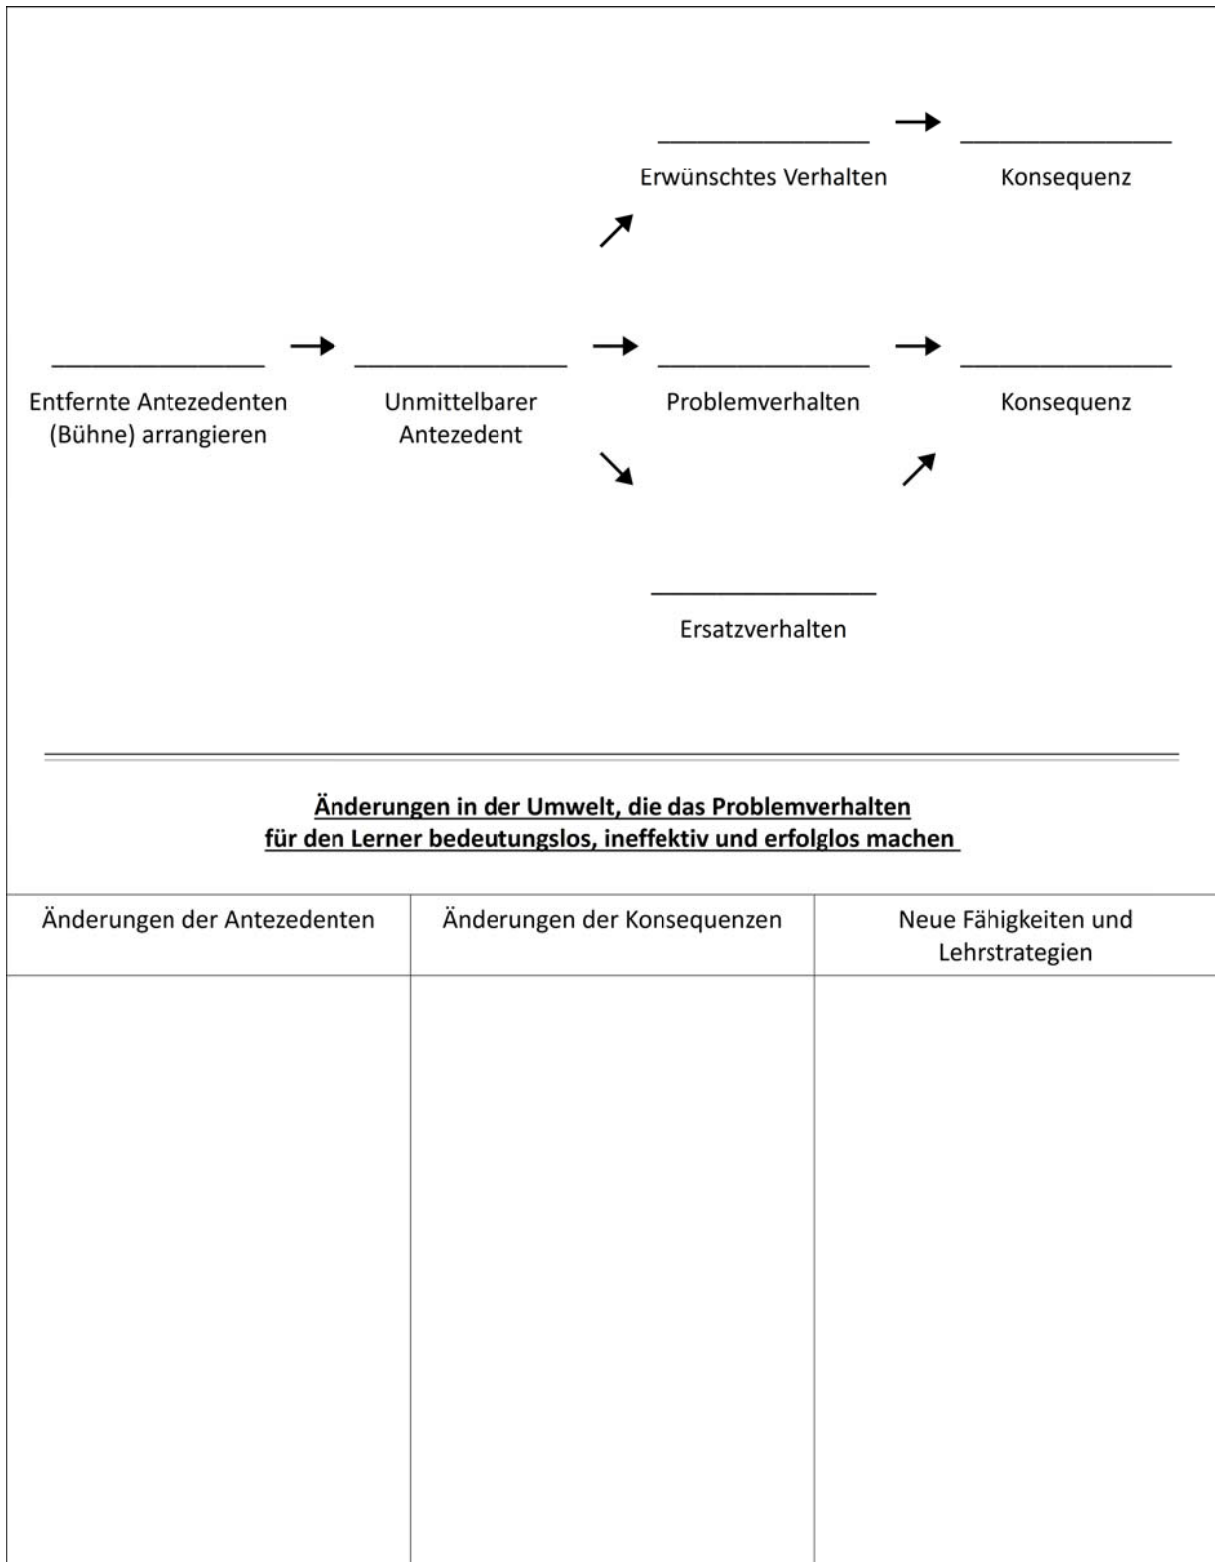 Erwünschtes Verhalten
Konsequenz
Entfernte Antezedenten
(Bühne) arrangieren
Unmittelbarer
Antezedent
Problemverhalten
Konsequenz
Ersatzverhalten
Änderungen in der Umwelt, die das Problemverhalten
für den Lerner bedeutungslos, ineffektiv und erfolglos machen
Änderungen der Antezedenten
Änderungen der Konsequenzen
Neue Fähigkeiten und
Lehrstrategien